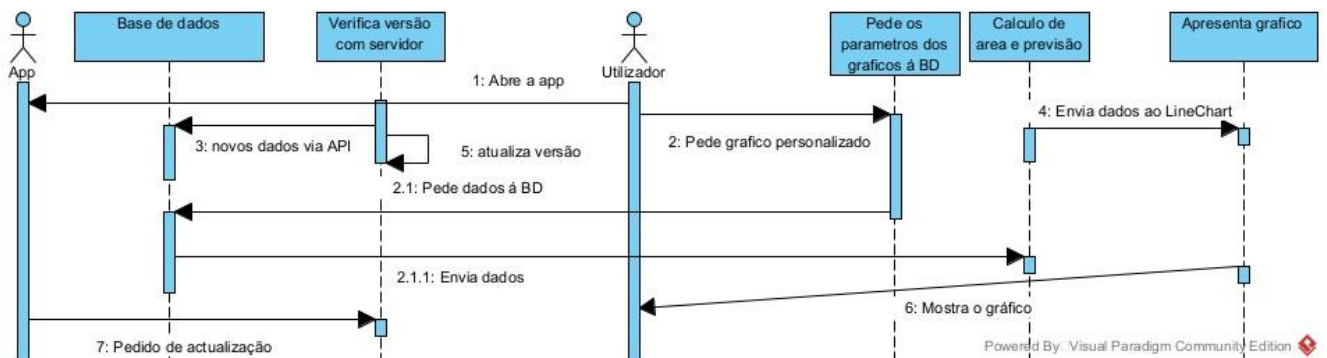 Base de dados
Verifica versão
com servidor
Pede os
parametros dos
graficos á BD
Calculo de
area e previsão
Apresenta grafico
App
Utilizador
1: Abre a app
4: Envia dados ao LineChart
3: novos dados via API
5: atualiza versão
2: Pede grafico personalizado
2.1: Pede dados á BD
2.1.1: Envia dados
6: Mostra o gráfico
7: Pedido de actualização
Powered By Visual Paradigm Community Edition